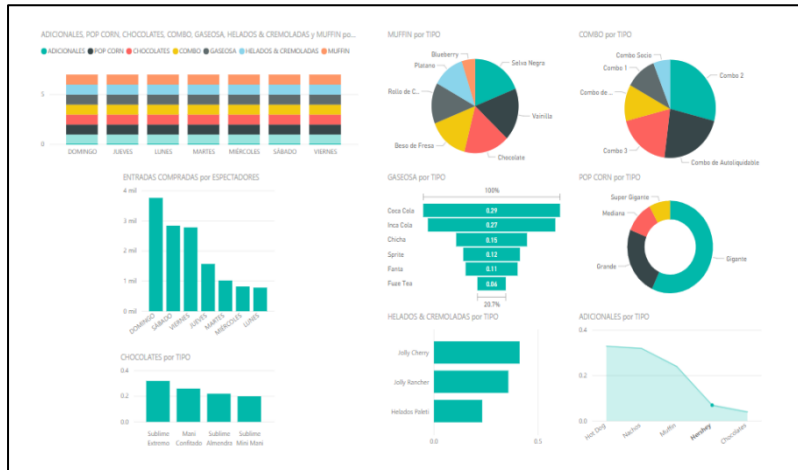 ADICIONALES, POP CORN, CHOCOLATES, COMBO, GASEOSA, HELADOS & CREMOLADAS y MUFFIN po...
ADICIONALES POP CORN CHOCOLATES COMBO GASEOSA HELADOS & CREMOLADAS MUFFIN
5
0
DOMINGO JUEVES LUNES MARTES MIÉRCOLES SÁBADO VIERNES
MUFFIN por TIPO
Blueberry
Platano
Selva Negra
Rollo de C...
Vainilla
Beso de Fresa
Chocolate
COMBO por TIPO
Combo Socio
Combo 1
Combo 2
Combo de ...
Combo 3
Combo de Autoliquidable
ENTRADAS COMPRADAS por ESPECTADORES
4 mil
3 mil
2 mil
1 mil
0 mil
DOMINGO SÁBADO VIERNES JUEVES MARTES MIÉRCOLES LUNES
GASEOSA por TIPO
100%
Coca Cola 0.29
Inca Cola 0.27
Chicha 0.15
Sprite 0.12
Fanta 0.11
Fuze Tea 0.06
20.7%
POP CORN por TIPO
Super Gigante
Mediana
Grande
Gigante
CHOCOLATES por TIPO
0.4
0.2
0.0
Sublime Extremo
Mani Confitado
Sublime Almendra
Sublime Mini Mani
HELADOS & CREMOLADAS por TIPO
Jolly Cherry
Jolly Rancher
Helados Paleti
0.0 0.5
ADICIONALES por TIPO
0.4
0.2
0.0
Hot Dog Nachos Muffin Hershey Chocolates